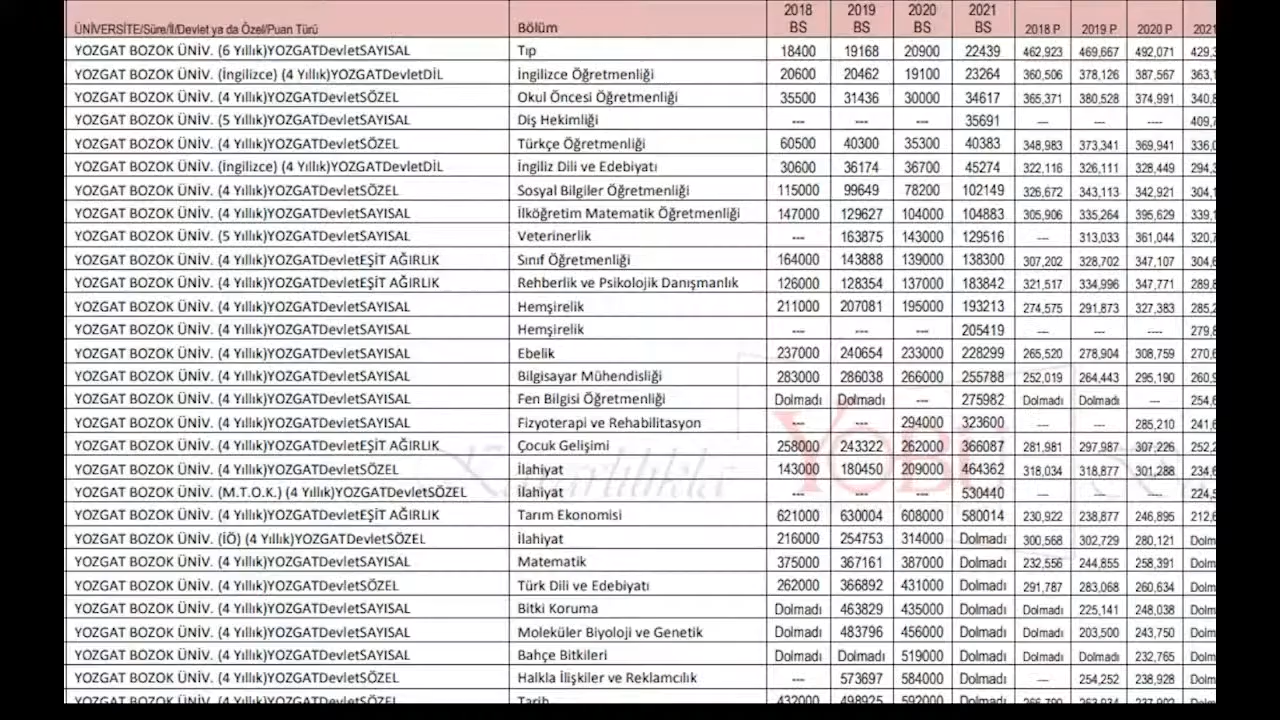 ÜNİVERSİTE/Süre/İl/Devlet ya da Özel/Puan Türü Bölüm 2018 BS 2019 BS 2020 BS 2021 BS 2018 P 2019 P 2020 P 2021
YOZGAT BOZOK ÜNİV. (6 Yıllık)YOZGATDevletSAYISAL Tıp 18400 19168 20900 22439 462,923 469,667 492,071 429,3
YOZGAT BOZOK ÜNİV. (İngilizce) (4 Yıllık)YOZGATDevletDİL İngilizce Öğretmenliği 20600 20462 19100 23264 360,506 378,126 387,567 363,1
YOZGAT BOZOK ÜNİV. (4 Yıllık)YOZGATDevletSÖZEL Okul Öncesi Öğretmenliği 35500 31436 30000 34617 365,371 380,528 374,991 340,8
YOZGAT BOZOK ÜNİV. (5 Yıllık)YOZGATDevletSAYISAL Diş Hekimliği --- --- --- 35691 --- --- ---- 409,7
YOZGAT BOZOK ÜNİV. (4 Yıllık)YOZGATDevletSÖZEL Türkçe Öğretmenliği 60500 40300 35300 40383 348,983 373,341 369,941 336,0
YOZGAT BOZOK ÜNİV. (İngilizce) (4 Yıllık)YOZGATDevletDİL İngiliz Dili ve Edebiyatı 30600 36174 36700 45274 322,116 326,111 328,449 294,3
YOZGAT BOZOK ÜNİV. (4 Yıllık)YOZGATDevletSÖZEL Sosyal Bilgiler Öğretmenliği 115000 99649 78200 102149 326,672 343,113 342,921 304,1
YOZGAT BOZOK ÜNİV. (4 Yıllık)YOZGATDevletSAYISAL İlköğretim Matematik Öğretmenliği 147000 129627 104000 104883 305,906 335,264 395,629 339,1
YOZGAT BOZOK ÜNİV. (5 Yıllık)YOZGATDevletSAYISAL Veterinerlik --- 163875 143000 129516 --- 313,033 361,044 320,7
YOZGAT BOZOK ÜNİV. (4 Yıllık)YOZGATDevletEŞİT AĞIRLIK Sınıf Öğretmenliği 164000 143888 139000 138300 307,202 328,702 347,107 304,6
YOZGAT BOZOK ÜNİV. (4 Yıllık)YOZGATDevletEŞİT AĞIRLIK Rehberlik ve Psikolojik Danışmanlık 126000 128354 137000 183842 321,517 334,996 347,771 289,8
YOZGAT BOZOK ÜNİV. (4 Yıllık)YOZGATDevletSAYISAL Hemşirelik 211000 207081 195000 193213 274,575 291,873 327,383 285,2
YOZGAT BOZOK ÜNİV. (4 Yıllık)YOZGATDevletSAYISAL Hemşirelik --- --- --- 205419 --- --- ---- 279,8
YOZGAT BOZOK ÜNİV. (4 Yıllık)YOZGATDevletSAYISAL Ebelik 237000 240654 233000 228299 265,520 278,904 308,759 270,6
YOZGAT BOZOK ÜNİV. (4 Yıllık)YOZGATDevletSAYISAL Bilgisayar Mühendisliği 283000 286038 266000 255788 252,019 264,443 295,190 260,9
YOZGAT BOZOK ÜNİV. (4 Yıllık)YOZGATDevletSAYISAL Fen Bilgisi Öğretmenliği Dolmadı Dolmadı --- 275982 Dolmadı Dolmadı --- 254,6
YOZGAT BOZOK ÜNİV. (4 Yıllık)YOZGATDevletSAYISAL Fizyoterapi ve Rehabilitasyon 294000 323600 285,210 241,6
YOZGAT BOZOK ÜNİV. (4 Yıllık)YOZGATDevletEŞİT AĞIRLIK Çocuk Gelişimi 258000 243322 262000 366087 281,981 297,987 307,226 252,2
YOZGAT BOZOK ÜNİV. (4 Yıllık)YOZGATDevletSÖZEL İlahiyat 143000 180450 209000 464362 318,034 318,877 301,288 234,6
YOZGAT BOZOK ÜNİV. (M.T.O.K.) (4 Yıllık)YOZGATDevletSÖZEL İlahiyat --- --- --- 530440 --- --- --- 224,5
YOZGAT BOZOK ÜNİV. (4 Yıllık)YOZGATDevletEŞİT AĞIRLIK Tarım Ekonomisi 621000 630004 608000 580014 230,922 238,877 246,895 212,6
YOZGAT BOZOK ÜNİV. (İÖ) (4 Yıllık)YOZGATDevletSÖZEL İlahiyat 216000 254753 314000 Dolmadı 300,568 302,729 280,121 Dolm
YOZGAT BOZOK ÜNİV. (4 Yıllık)YOZGATDevletSAYISAL Matematik 375000 367161 387000 Dolmadı 232,556 244,855 258,391 Dolm
YOZGAT BOZOK ÜNİV. (4 Yıllık)YOZGATDevletSÖZEL Türk Dili ve Edebiyatı 262000 366892 431000 Dolmadı 291,787 283,068 260,634 Dolm
YOZGAT BOZOK ÜNİV. (4 Yıllık)YOZGATDevletSAYISAL Bitki Koruma Dolmadı 463829 435000 Dolmadı Dolmadı 225,141 248,038 Dolm
YOZGAT BOZOK ÜNİV. (4 Yıllık)YOZGATDevletSAYISAL Moleküler Biyoloji ve Genetik Dolmadı 483796 456000 Dolmadı Dolmadı 203,500 243,750 Dolm
YOZGAT BOZOK ÜNİV. (4 Yıllık)YOZGATDevletSAYISAL Bahçe Bitkileri Dolmadı Dolmadı 519000 Dolmadı Dolmadı Dolmadı 232,765 Dolm
YOZGAT BOZOK ÜNİV. (4 Yıllık)YOZGATDevletSÖZEL Halkla İlişkiler ve Reklamcılık --- 573697 584000 Dolmadı --- 254,252 238,928 Dolm
YOZGAT BOZOK ÜNİV. (4 Yıllık)YOZGATDevletSÖZEL Tarih 432000 498925 592000 Dolmadı